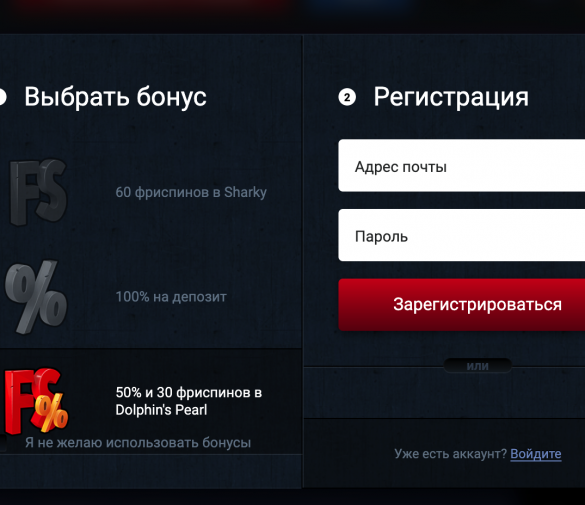 Выбрать бонус
FS
60 фриспинов в Sharky
%
100% на депозит
FS%
50% и 30 фриспинов в
Dolphin's Pearl
Я не желаю использовать бонусы
2 Регистрация
Адрес почты
Пароль
Зарегистрироваться
или
Уже есть аккаунт? Войдите